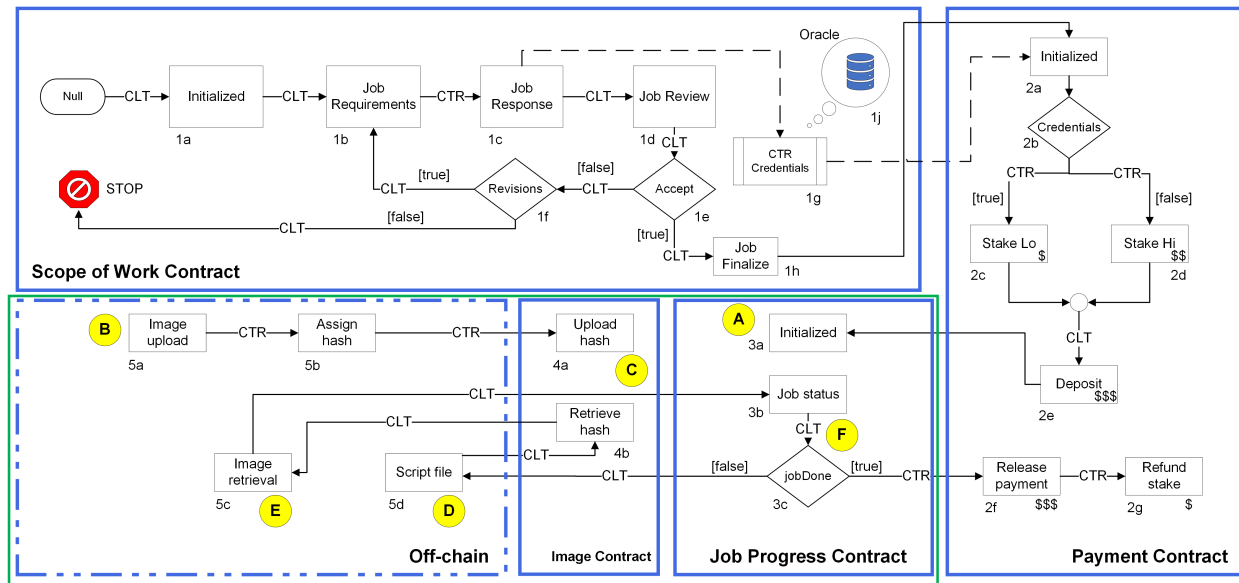 Oracle
Null
CLT
Initialized
1a
CLT
Job
Requirements
1b
CTR
Job
Response
1c
CLT
Job Review
1d
CLT
1j
CTR
Credentials
1g
STOP
[true]
CLT
Revisions
1f
[false]
CLT
Accept
1e
[false]
CLT
[true]
CLT
Job
Finalize
1h
Scope of Work Contract
Initialized
2a
Credentials
2b
CTR
CTR
[true]
[false]
Stake Lo
$
2c
Stake Hi
$$
2d
CLT
Deposit
$$$
2e
B
Image
upload
5a
CTR
Assign
hash
5b
CTR
Upload
hash
4a
C
A
Initialized
3a
CLT
Job status
3b
CLT
F
Retrieve
hash
4b
CLT
CLT
Image
retrieval
5c
E
Script file
5d
D
CLT
[false]
jobDone
3c
[true]
CTR
Release
payment
2f
$$$
CTR
Refund
stake
2g
$
Off-chain
Image Contract
Job Progress Contract
Payment Contract